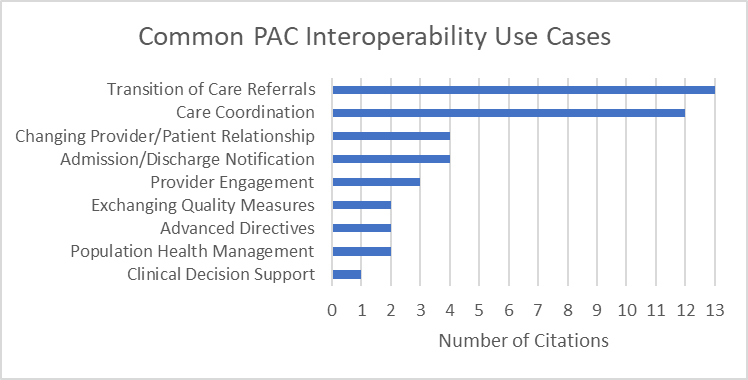 Common PAC Interoperability Use Cases
Transition of Care Referrals
Care Coordination
Changing Provider/Patient Relationship
Admission/Discharge Notification
Provider Engagement
Exchanging Quality Measures
Advanced Directives
Population Health Management
Clinical Decision Support
0 1 2 3 4 5 6 7 8 9 10 11 12 13
Number of Citations